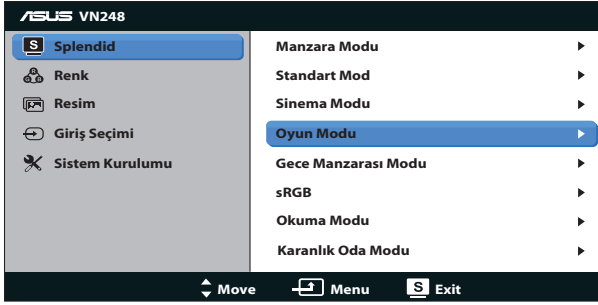 ASUS VN248
S Splendid
Renk
Resim
Giriş Seçimi
Sistem Kurulumu
Manzara Modu
Standart Mod
Sinema Modu
Oyun Modu
Gece Manzarası Modu
sRGB
Okuma Modu
Karanlık Oda Modu
Move Menu S Exit